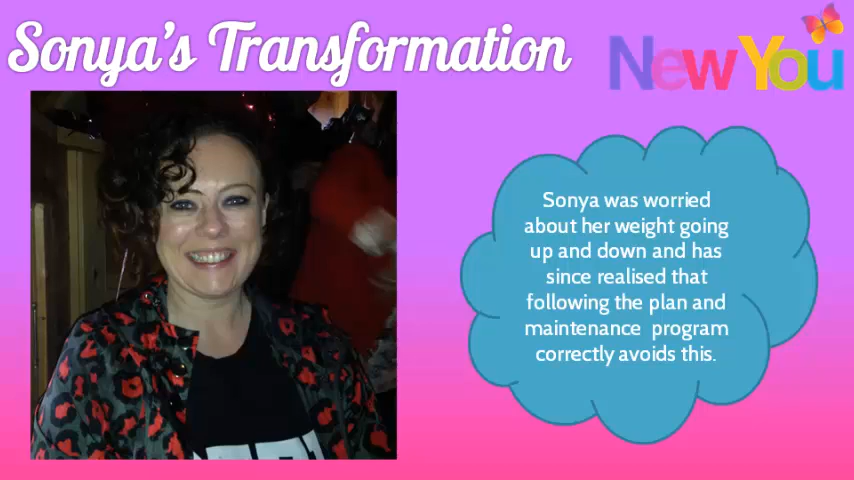 Sonya's Transformation
NewYou
Sonya was worried
about her weight going
up and down and has
since realised that
following the plan and
maintenance program
correctly avoids this.